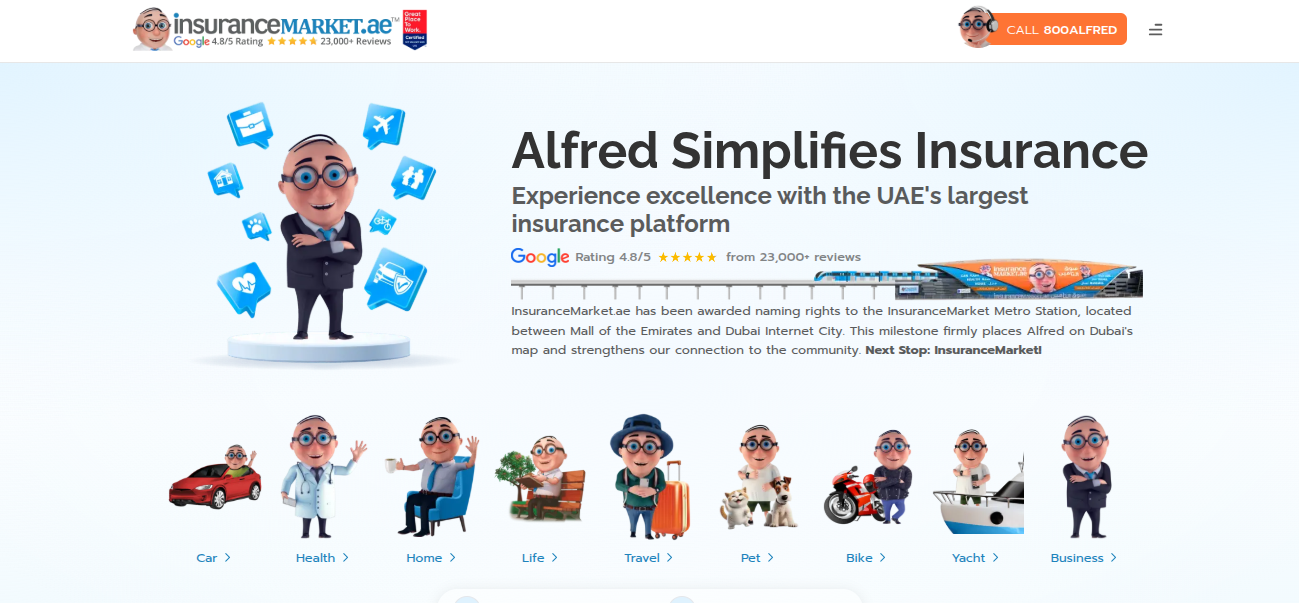 insuranceMARKET.ae™
Google 4.8/5 Rating ★★★★★ 23,000+ Reviews
Great
Place
To
Work.
Certified
CALL 800ALFRED
Alfred Simplifies Insurance
Experience excellence with the UAE's largest
insurance platform
Google Rating 4.8/5 ★★★★★ from 23,000+ reviews
INSURANCE
MARKET.ae
InsuranceMarket.ae has been awarded naming rights to the InsuranceMarket Metro Station, located
between Mall of the Emirates and Dubai Internet City. This milestone firmly places Alfred on Dubai's
map and strengthens our connection to the community. Next Stop: InsuranceMarket!
Car
Health
Home
Life
Travel
Pet
Bike
Yacht
Business